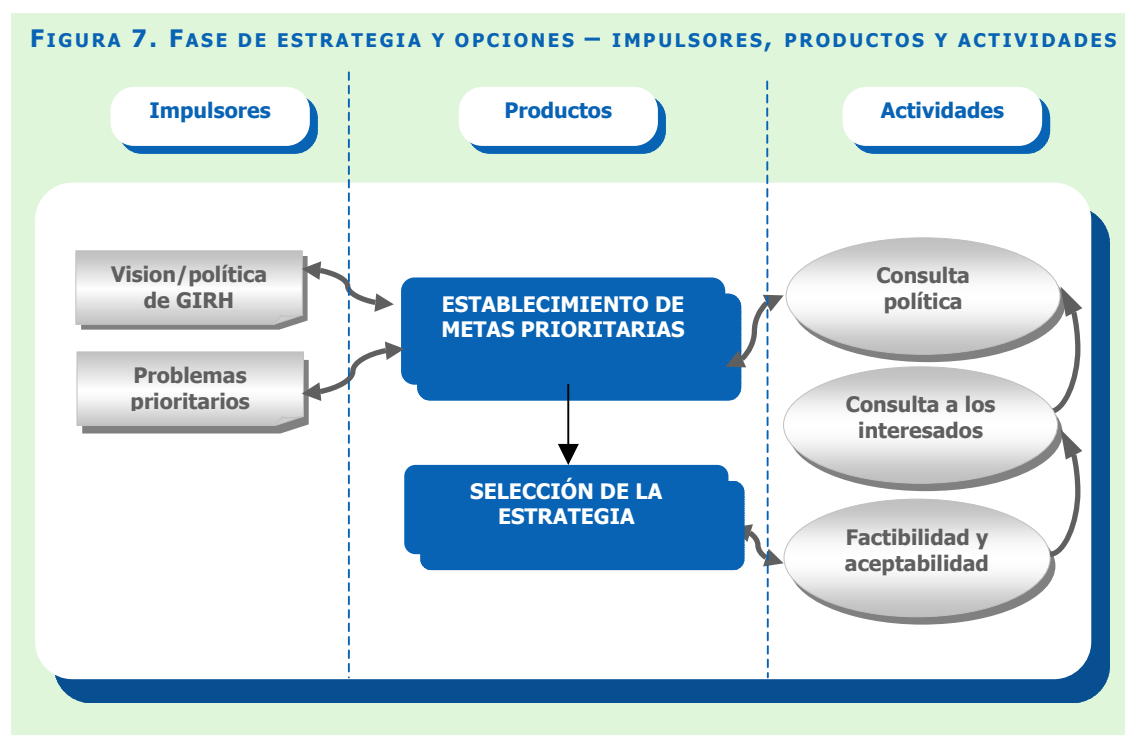 FIGURA 7. FASE DE ESTRATEGIA Y OPCIONES – IMPULSORES, PRODUCTOS Y ACTIVIDADES
Impulsores
Productos
Actividades
Vision/política
de GIRH
Problemas
prioritarios
ESTABLECIMIENTO DE
METAS PRIORITARIAS
SELECCIÓN DE LA
ESTRATEGIA
Consulta
política
Consulta a los
interesados
Factibilidad y
aceptabilidad